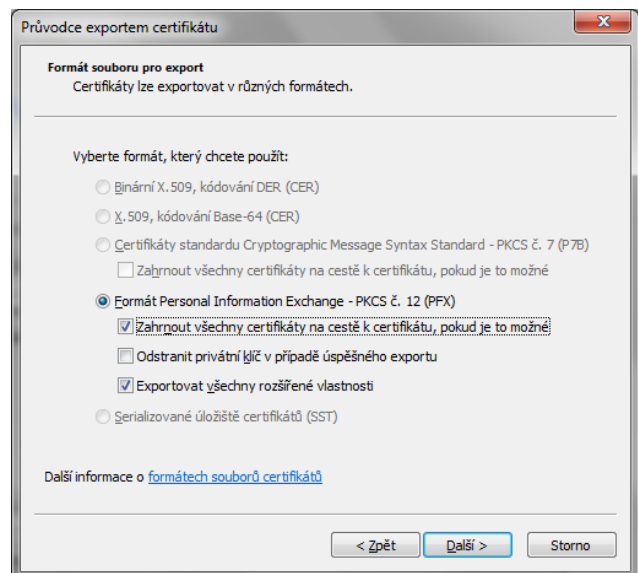 Průvodce exportem certifikátu
Formát souboru pro export
Certifikáty lze exportovat v různých formátech.
Vyberte formát, který chcete použít:
Binární X.509, kódování DER (CER)
X.509, kódování Base-64 (CER)
Certifikáty standardu Cryptographic Message Syntax Standard - PKCS č. 7 (P7B)
Zahrnout všechny certifikáty na cestě k certifikátu, pokud je to možné
Formát Personal Information Exchange - PKCS č. 12 (PFX)
Zahrnout všechny certifikáty na cestě k certifikátu, pokud je to možné
Odstranit privátní klíč v případě úspěšného exportu
Exportovat všechny rozšířené vlastnosti
Serializované úložiště certifikátů (SST)
Další informace o formátech souborů certifikátů
< Zpět Další > Storno